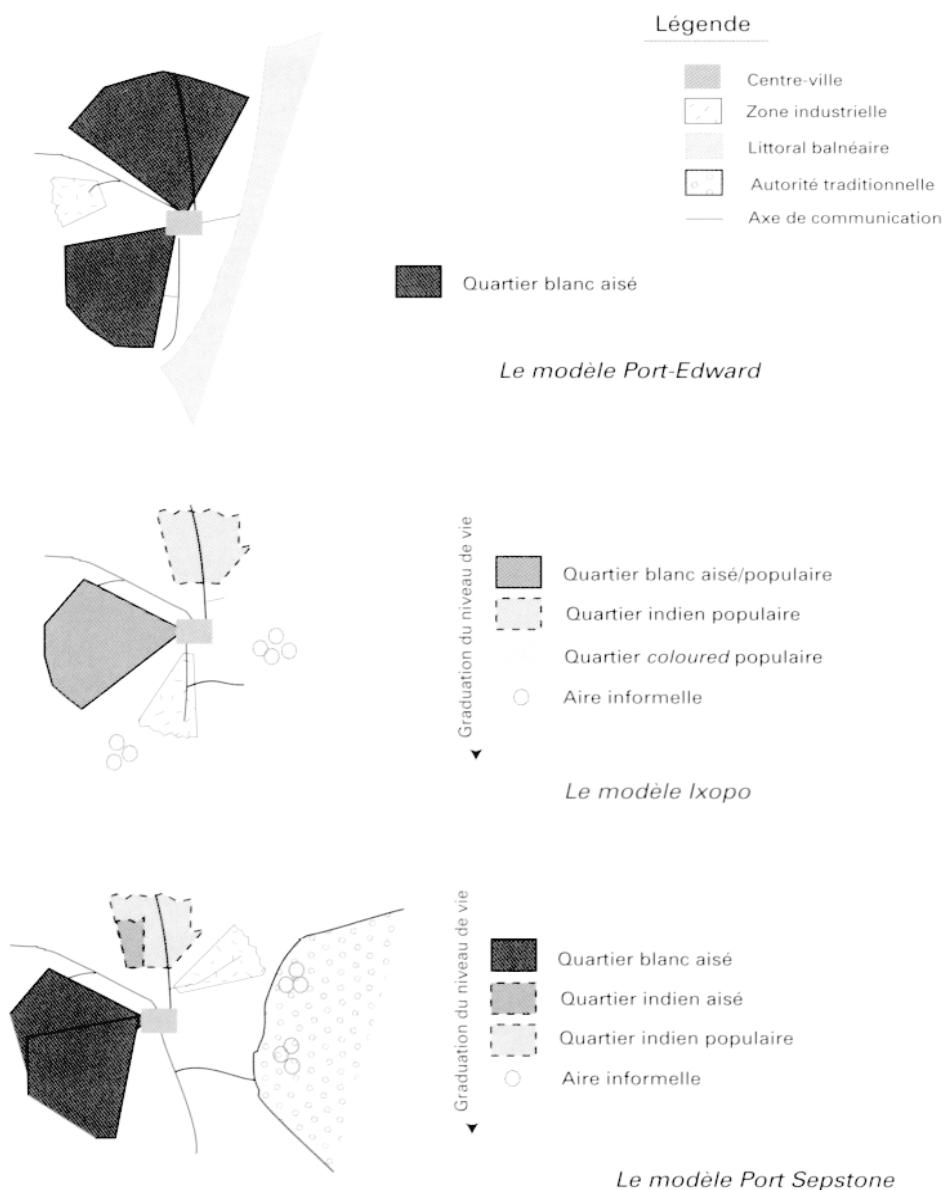 Légende
Centre-ville
Zone industrielle
Littoral balnéaire
Autorité traditionnelle
Axe de communication
Quartier blanc aisé
Le modèle Port-Edward
Graduation du niveau de vie
Quartier blanc aisé/populaire
Quartier indien populaire
Quartier coloured populaire
Aire informelle
Le modèle Ixopo
Graduation du niveau de vie
Quartier blanc aisé
Quartier indien aisé
Quartier indien populaire
Aire informelle
Le modèle Port Sepstone